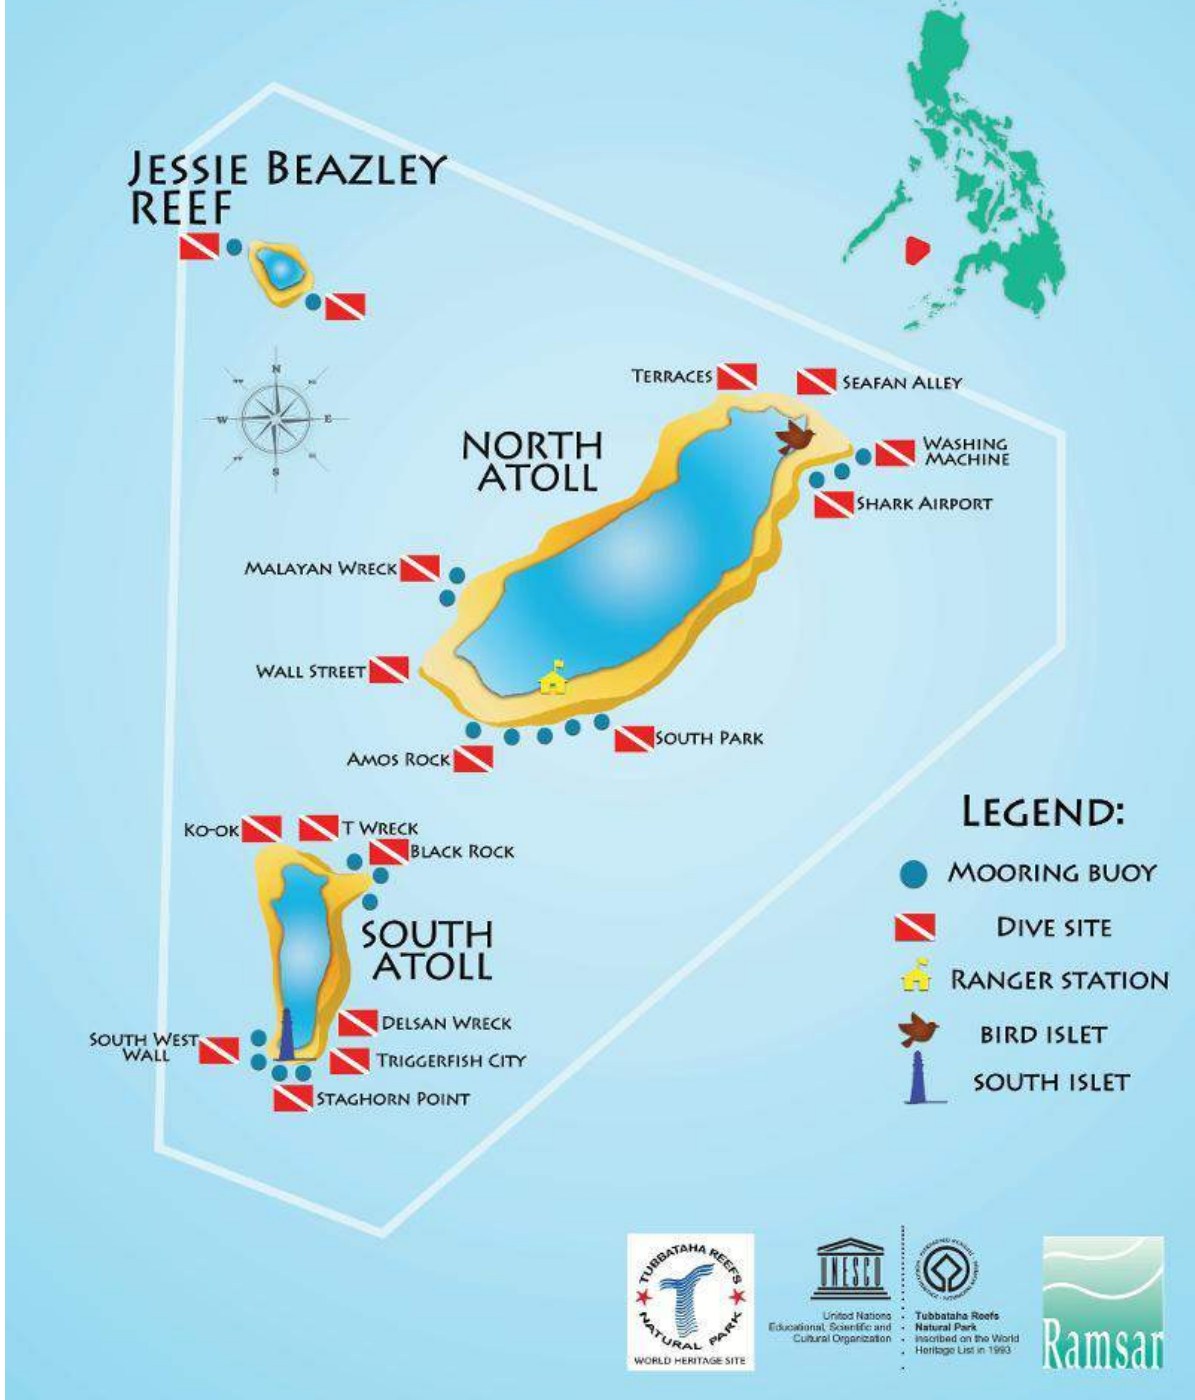 JESSIE BEAZLEY
REEF
N
W
E
S
TERRACES
SEAFAN ALLEY
NORTH
ATOLL
WASHING
MACHINE
SHARK AIRPORT
MALAYAN WRECK
WALL STREET
SOUTH PARK
AMOS ROCK
KO-OK
T WRECK
BLACK ROCK
SOUTH
ATOLL
DELSAN WRECK
SOUTH WEST
WALL
TRIGGERFISH CITY
STAGHORN POINT
LEGEND:
MOORING BUOY
DIVE SITE
RANGER STATION
BIRD ISLET
SOUTH ISLET
TUBBATAHA REEFS
NATURAL PARK
WORLD HERITAGE SITE
UNESCO
United Nations
Educational, Scientific and
Cultural Organization
Tubbataha Reefs
Natural Park
inscribed on the World
Heritage List in 1993
Ramsar